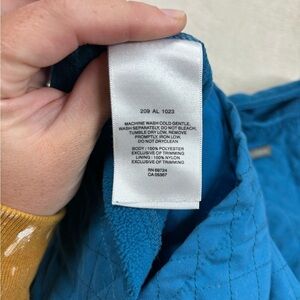 209 AL 1023
MACHINE WASH COLD GENTLE,
WASH SEPARATELY, DO NOT BLEACH,
TUMBLE DRY LOW, REMOVE
PROMPTLY, IRON LOW,
DO NOT DRYCLEAN
BODY : 100% POLYESTER
EXCLUSIVE OF TRIMMING
LINING : 100% NYLON
EXCLUSIVE OF TRIMMING
RN 69724
CA 05367